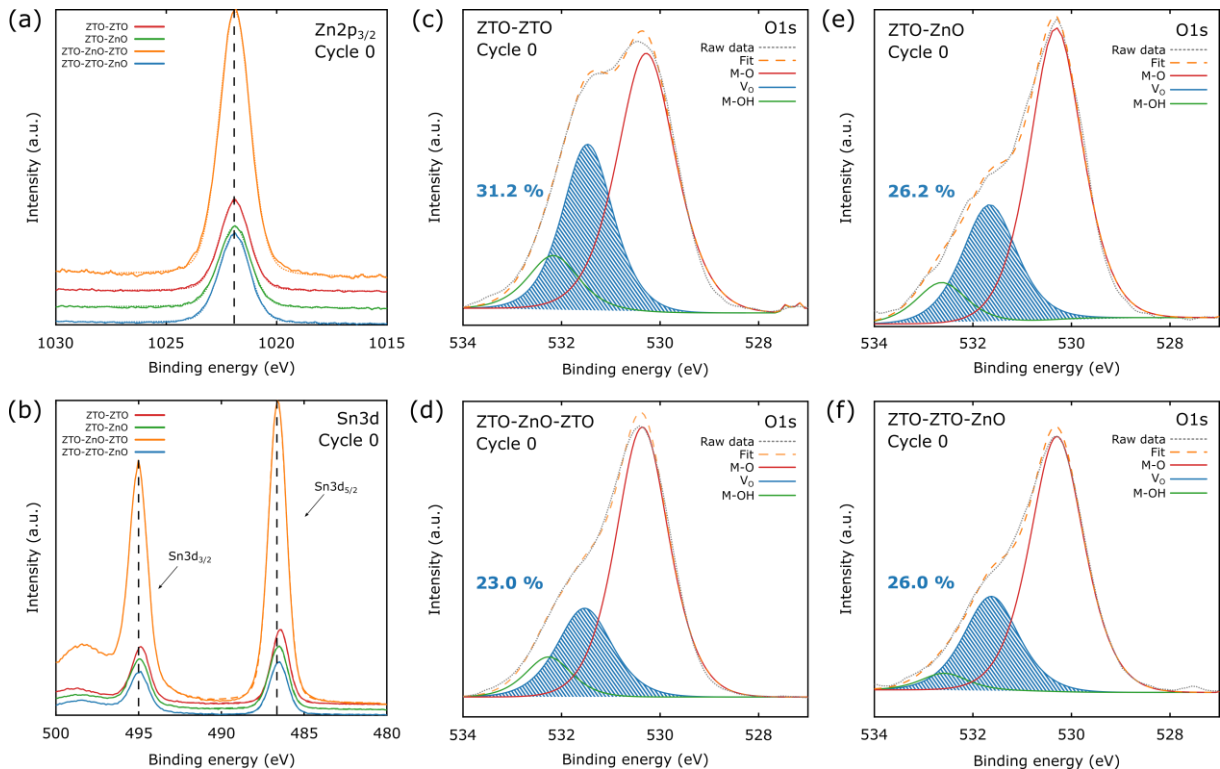 (a)
Zn2p3/2
Cycle 0
ZTO-ZTO
ZTO-ZnO
ZTO-ZnO-ZTO
ZTO-ZTO-ZnO
Intensity (a.u.)
1030
1025
1020
1015
Binding energy (eV)
(b)
Sn3d
Cycle 0
ZTO-ZTO
ZTO-ZnO
ZTO-ZnO-ZTO
ZTO-ZTO-ZnO
Sn3d5/2
Sn3d3/2
Intensity (a.u.)
500
495
490
485
480
Binding energy (eV)
(c)
ZTO-ZTO
Cycle 0
O1s
Raw data
Fit
M-O
VO
M-OH
31.2 %
Intensity (a.u.)
534
532
530
528
Binding energy (eV)
(d)
ZTO-ZnO-ZTO
Cycle 0
O1s
Raw data
Fit
M-O
VO
M-OH
23.0 %
Intensity (a.u.)
534
532
530
528
Binding energy (eV)
(e)
ZTO-ZnO
Cycle 0
O1s
Raw data
Fit
M-O
VO
M-OH
26.2 %
Intensity (a.u.)
534
532
530
528
Binding energy (eV)
(f)
ZTO-ZTO-ZnO
Cycle 0
O1s
Raw data
Fit
M-O
VO
M-OH
26.0 %
Intensity (a.u.)
534
532
530
528
Binding energy (eV)